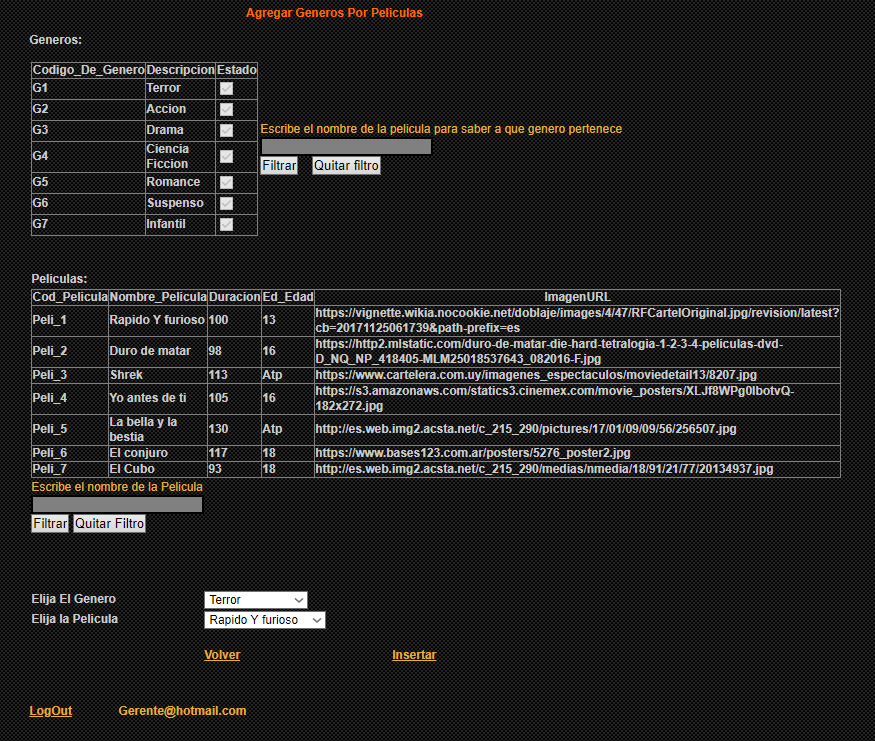 Agregar Generos Por Peliculas
Generos:
Codigo_De_Genero Descripcion Estado
G1 Terror
G2 Accion
G3 Drama
Escribe el nombre de la pelicula para saber a que genero pertenece
G4 Ciencia
Ficcion
Filtrar Quitar filtro
G5 Romance
G6 Suspenso
G7 Infantil
Peliculas:
Cod_Pelicula Nombre_Pelicula Duracion Ed_Edad ImagenURL
Peli_1 Rapido Y furioso 100 13 https://vignette.wikia.nocookie.net/doblaje/images/4/47/RFCartelOriginal.jpg/revision/latest?
cb=20171125061739&path-prefix=es
Peli_2 Duro de matar 98 16 https://http2.mlstatic.com/duro-de-matar-die-hard-tetralogia-1-2-3-4-peliculas-dvd-
D_NQ_NP_418405-MLM25018537643_082016-F.jpg
Peli_3 Shrek 113 Atp https://www.cartelera.com.uy/imagenes_espectaculos/moviedetail13/8207.jpg
Peli_4 Yo antes de ti 105 16 https://s3.amazonaws.com/statics3.cinemex.com/movie_posters/XLJf8WPg0IbotvQ-
182x272.jpg
Peli_5 La bella y la
bestia 130 Atp http://es.web.img2.acsta.net/c_215_290/pictures/17/01/09/09/56/256507.jpg
Peli_6 El conjuro 117 18 https://www.bases123.com.ar/posters/5276_poster2.jpg
Peli_7 El Cubo 93 18 http://es.web.img2.acsta.net/c_215_290/medias/nmedia/18/91/21/77/20134937.jpg
Escribe el nombre de la Pelicula
Filtrar Quitar Filtro
Elija El Genero Terror
Elija la Pelicula Rapido Y furioso
Volver Insertar
LogOut Gerente@hotmail.com